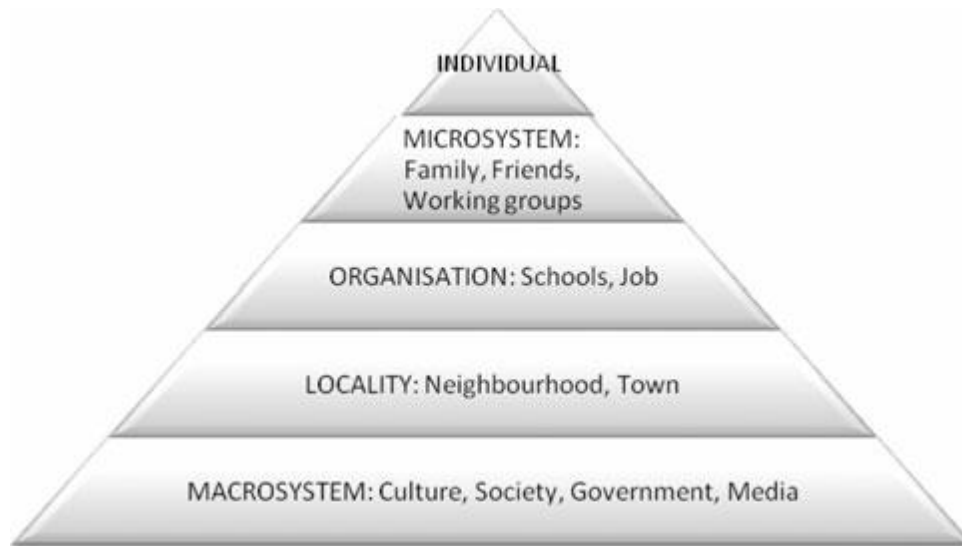 INDIVIDUAL
MICROSYSTEM:
Family, Friends,
Working groups
ORGANISATION: Schools, Job
LOCALITY: Neighbourhood, Town
MACROSYSTEM: Culture, Society, Government, Media